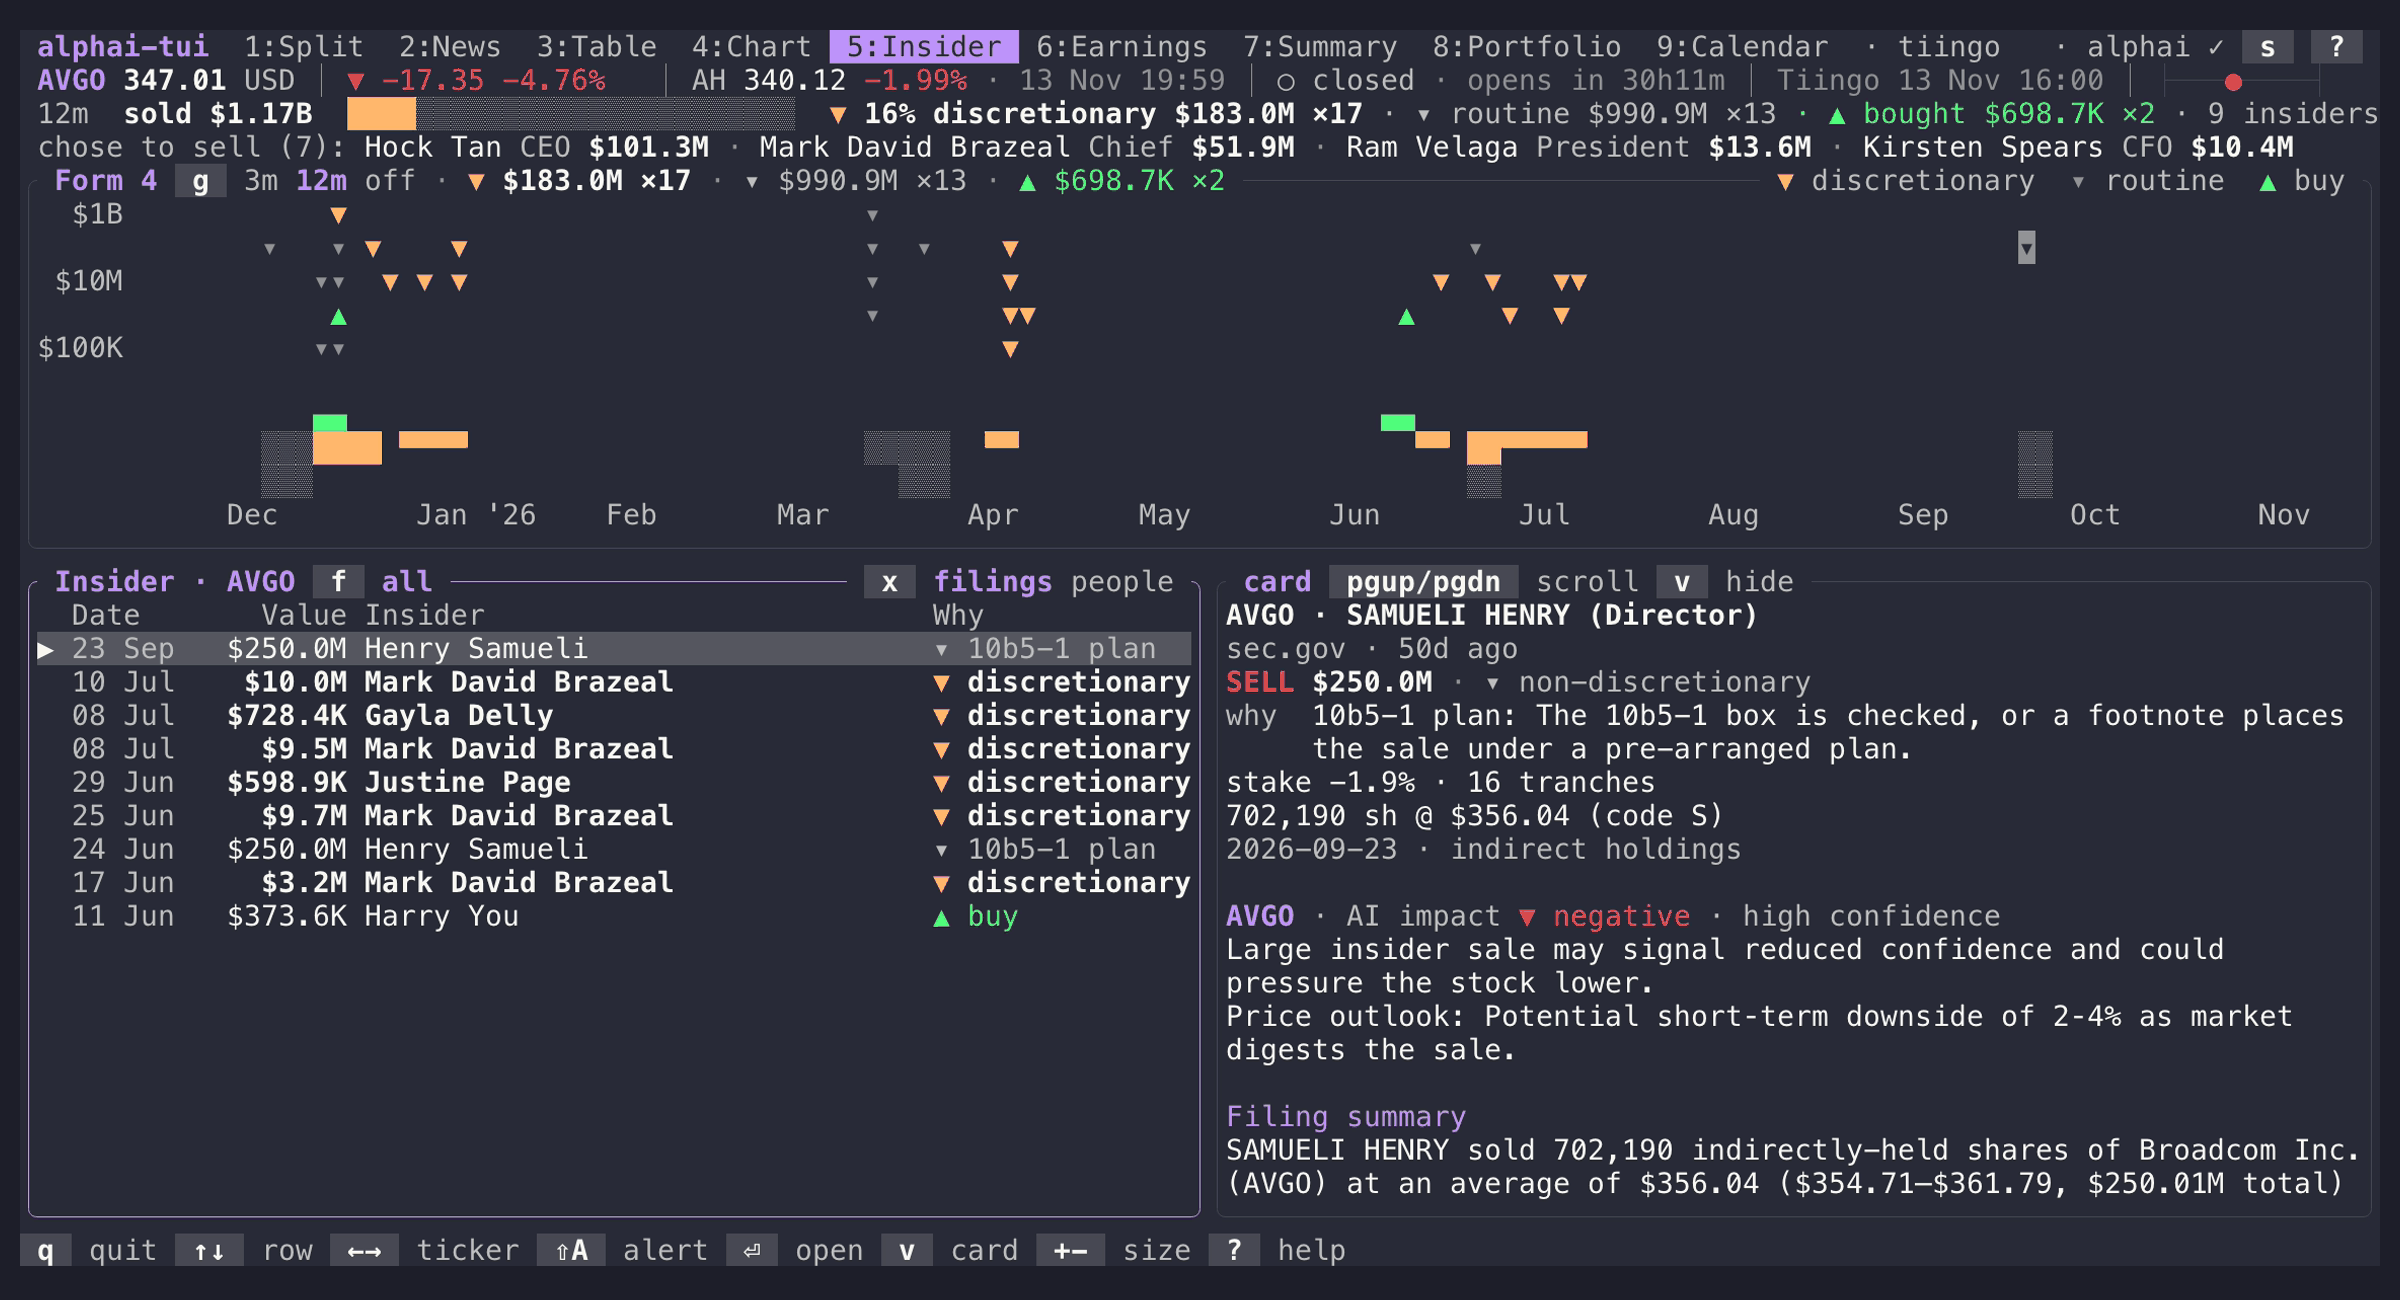 alphai-tui 1:Split 2:News 3:Table 4:Chart 5:Insider 6:Earnings 7:Summary 8:Portfolio 9:Calendar · tiingo · alphai ✓ s ?
AVGO 347.01 USD │ ▼ −17.35 −4.76% │ AH 340.12 −1.99% · 13 Nov 19:59 │ ○ closed · opens in 30h11m │ Tiingo 13 Nov 16:00 │
12m sold $1.17B ▼ 16% discretionary $183.0M ×17 · ▾ routine $990.9M ×13 · ▲ bought $698.7K ×2 · 9 insiders
chose to sell (7): Hock Tan CEO $101.3M · Mark David Brazeal Chief $51.9M · Ram Velaga President $13.6M · Kirsten Spears CFO $10.4M
Form 4 g 3m 12m off · ▼ $183.0M ×17 · ▾ $990.9M ×13 · ▲ $698.7K ×2 ▼ discretionary ▾ routine ▲ buy
$1B
$10M
$100K
Dec Jan '26 Feb Mar Apr May Jun Jul Aug Sep Oct Nov
Insider · AVGO f all x filings people
Date Value Insider Why
▶ 23 Sep $250.0M Henry Samueli ▾ 10b5−1 plan
10 Jul $10.0M Mark David Brazeal ▼ discretionary
08 Jul $728.4K Gayla Delly ▼ discretionary
08 Jul $9.5M Mark David Brazeal ▼ discretionary
29 Jun $598.9K Justine Page ▼ discretionary
25 Jun $9.7M Mark David Brazeal ▼ discretionary
24 Jun $250.0M Henry Samueli ▾ 10b5−1 plan
17 Jun $3.2M Mark David Brazeal ▼ discretionary
11 Jun $373.6K Harry You ▲ buy
card pgup/pgdn scroll v hide
AVGO · SAMUELI HENRY (Director)
sec.gov · 50d ago
SELL $250.0M · ▾ non−discretionary
why 10b5−1 plan: The 10b5−1 box is checked, or a footnote places
the sale under a pre−arranged plan.
stake −1.9% · 16 tranches
702,190 sh @ $356.04 (code S)
2026−09−23 · indirect holdings
AVGO · AI impact ▼ negative · high confidence
Large insider sale may signal reduced confidence and could
pressure the stock lower.
Price outlook: Potential short-term downside of 2-4% as market
digests the sale.
Filing summary
SAMUELI HENRY sold 702,190 indirectly−held shares of Broadcom Inc.
(AVGO) at an average of $356.04 ($354.71–$361.79, $250.01M total)
q quit ↑↓ row ←→ ticker ⇧A alert ⏎ open v card +− size ? help